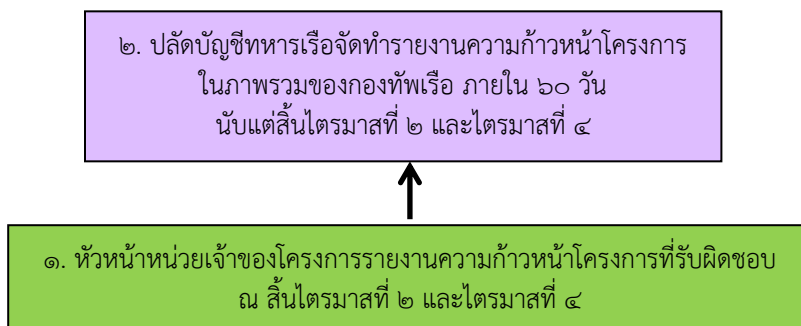 ๒. ปลัดบัญชีทหารเรือจัดทำรายงานความก้าวหน้าโครงการ
ในภาพรวมของกองทัพเรือ ภายใน ๖๐ วัน
นับแต่สิ้นไตรมาสที่ ๒ และไตรมาสที่ ๔
๑. หัวหน้าหน่วยเจ้าของโครงการรายงานความก้าวหน้าโครงการที่รับผิดชอบ
ณ สิ้นไตรมาสที่ ๒ และไตรมาสที่ ๔